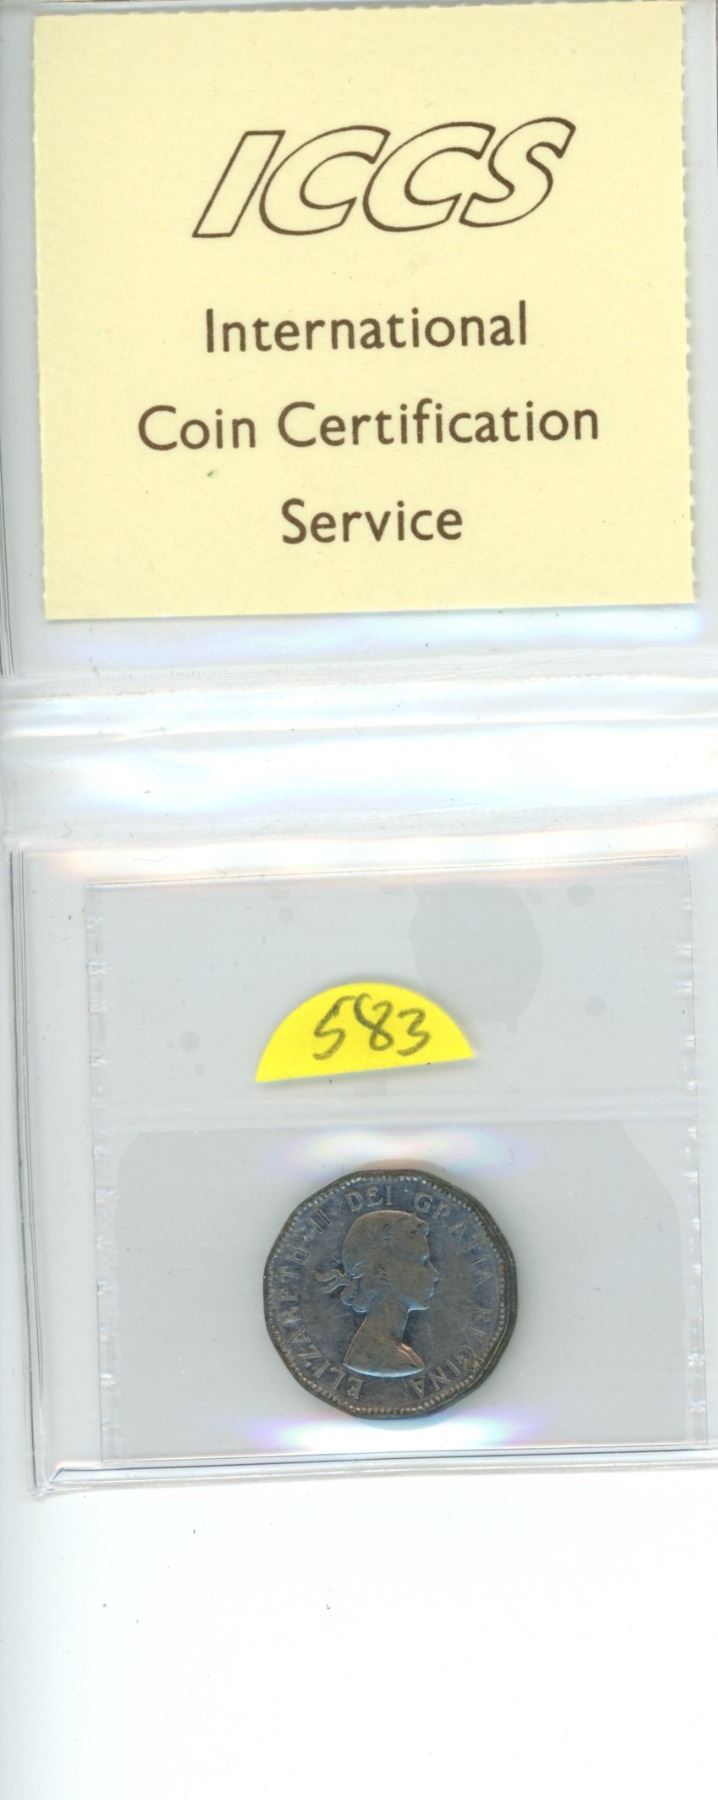 ICCS
International
Coin Certification
Service
583
ELIZABETH·II DEI GRATIA REGINA